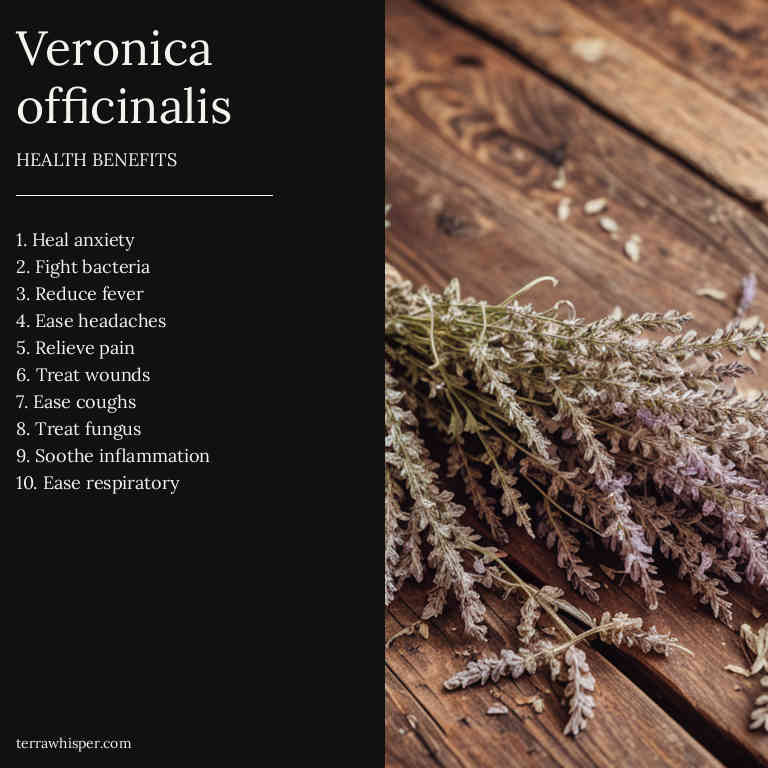 Veronica
officinalis
HEALTH BENEFITS
1. Heal anxiety
2. Fight bacteria
3. Reduce fever
4. Ease headaches
5. Relieve pain
6. Treat wounds
7. Ease coughs
8. Treat fungus
9. Soothe inflammation
10. Ease respiratory
terrawhisper.com